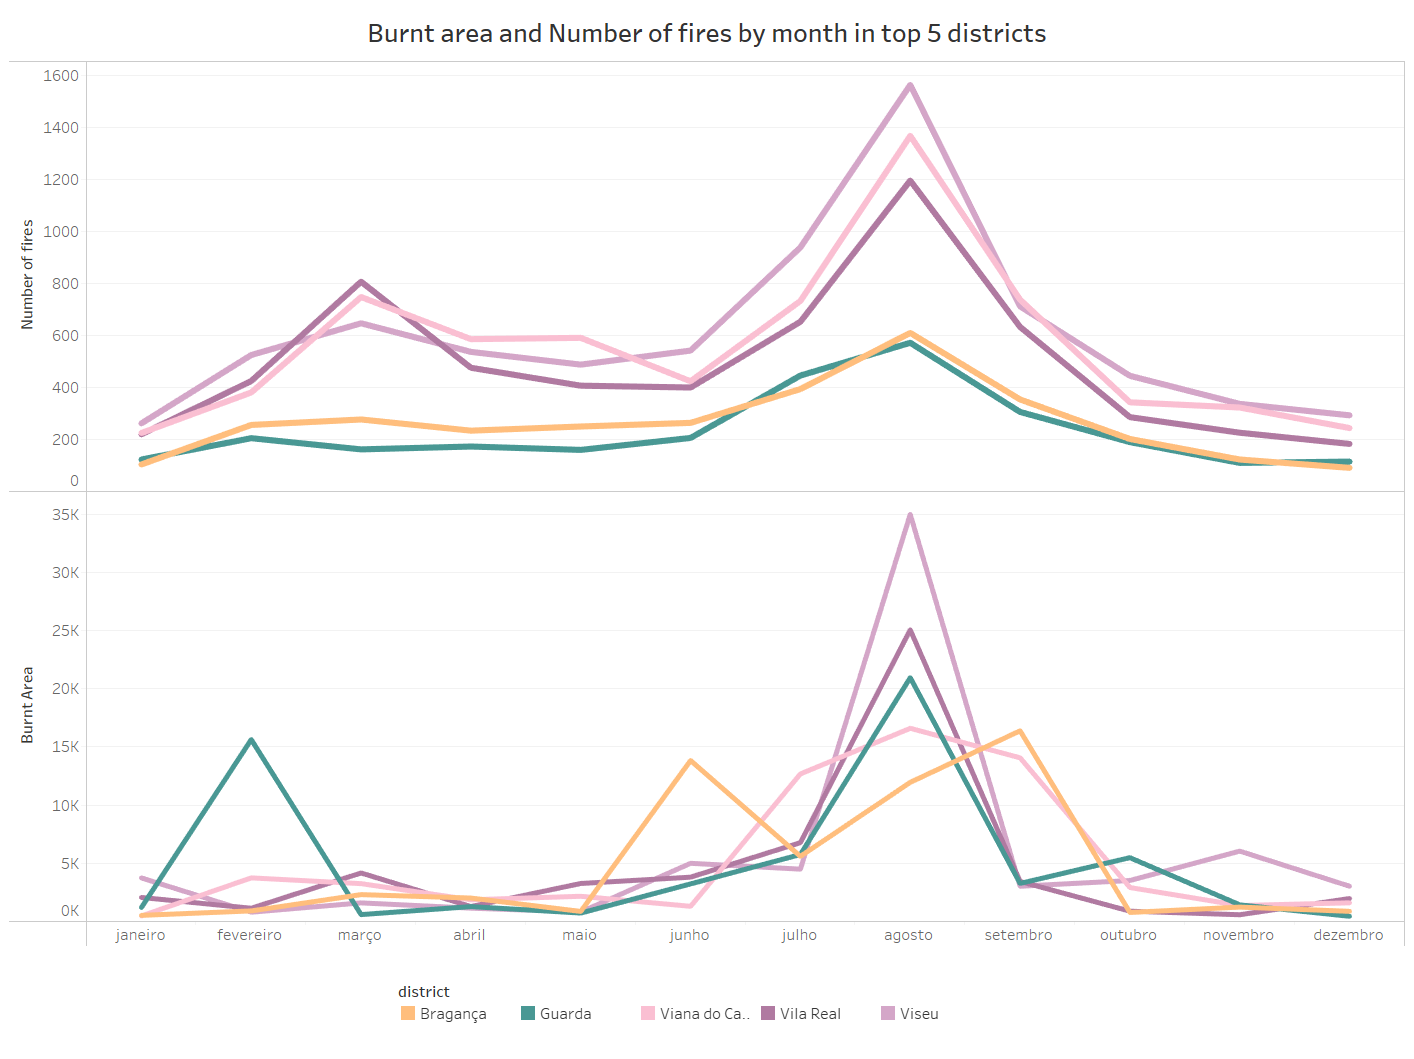 Burnt area and Number of fires by month in top 5 districts
Number of fires
1600
1400
1200
1000
800
600
400
200
0
Burnt Area
35K
30K
25K
20K
15K
10K
5K
0K
janeiro fevereiro março abril maio junho julho agosto setembro outubro novembro dezembro
district
Bragança Guarda Viana do Ca.. Vila Real Viseu